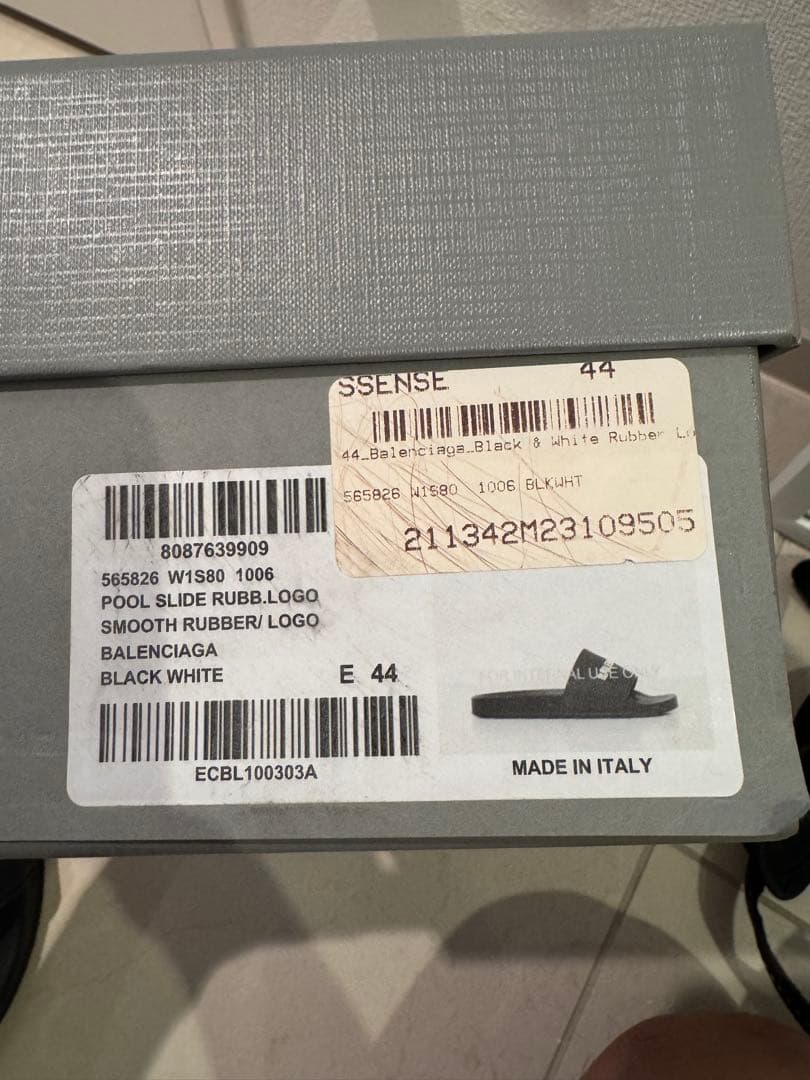 SSENSE 44
44_Balenciaga_Black & White Rubber Lo
565826 W1S80 1006 BLKWHT
211342M23109505
8087639909
565826 W1S80 1006
POOL SLIDE RUBB.LOGO
SMOOTH RUBBER/ LOGO
BALENCIAGA
BLACK WHITE E 44
FOR INTERNAL USE ONLY
ECBL100303A
MADE IN ITALY